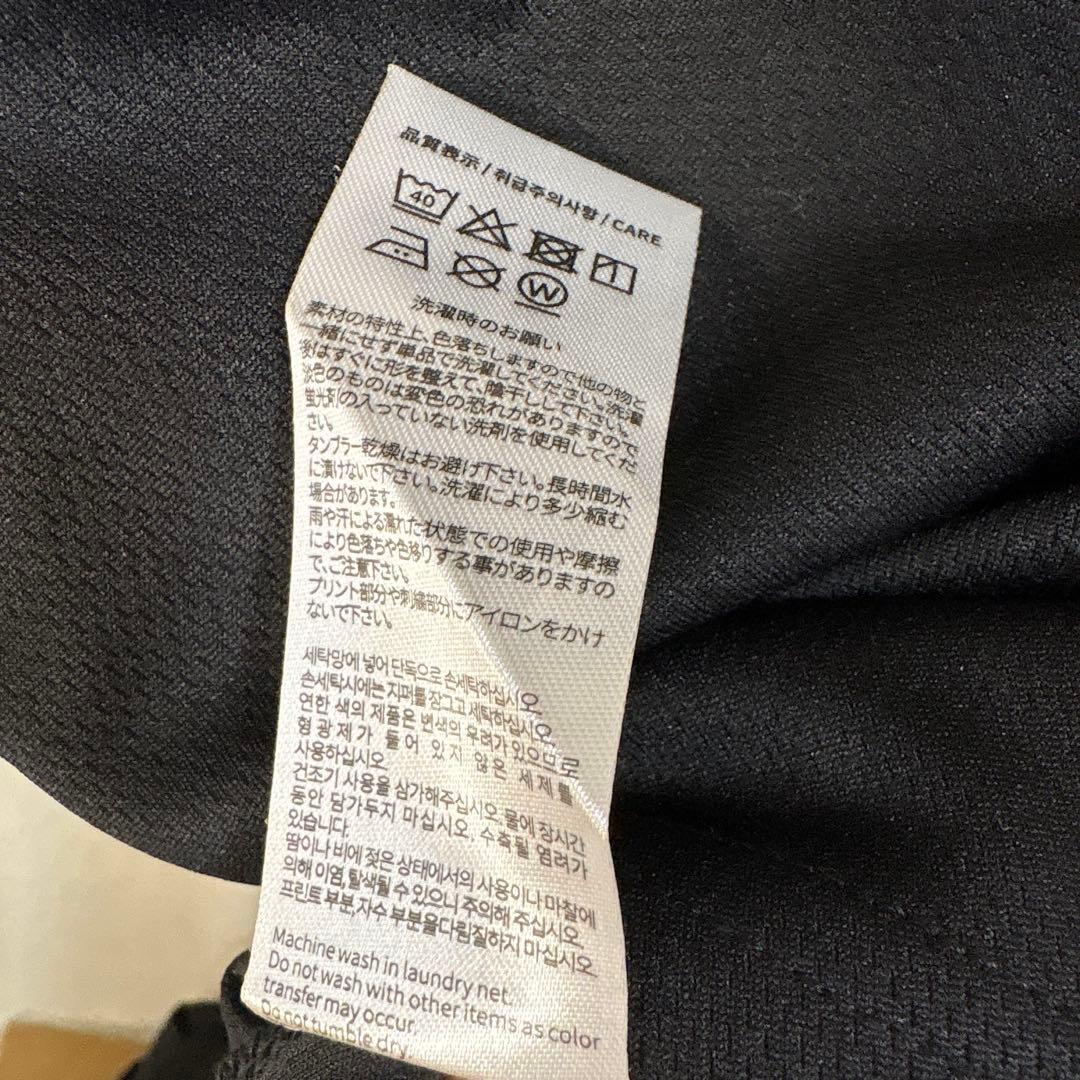 品質表示/취급주의사항/CARE
40
W
洗濯時のお願い
素材の特性上、色落ちしますので他の物と
一緒にせず単品で洗濯してください。洗濯
後はすぐに形を整えて、陰干しして下さい。
淡色のものは変色の恐れがありますので
蛍光剤の入っていない洗剤を使用してくだ
さい。
タンブラー乾燥はお避け下さい。長時間水
に漬けないで下さい。洗濯により多少縮む
場合があります。
雨や汗による濡れた状態での使用や摩擦
により色落ちや色移りする事がありますの
で、ご注意下さい。
プリント部分や刺繍部分にアイロンをかけ
ないで下さい。
세탁망에 넣어 단독으로 손세탁하십시오
손세탁시에는 지퍼를 장그고 세탁하십시오.
연한 색의 제품은 변색의 우려가 있으므로
형광제가 들어 있지 않은 세제를
사용하십시오
건조기 사용을 삼가해주십시오. 물에 장시간
동안 담가두지 마십시오. 수축될 염려가
있습니다.
땀이나 비에 젖은 상태에서의 사용이나 마찰에
의해 이염, 탈색될 수 있으니 주의해 주십시오.
프린트 부분, 자수 부분을 다림질하지 마십시오.
Machine wash in laundry net.
Do not wash with other items as color
transfer may occur.
Do not tumble dry.